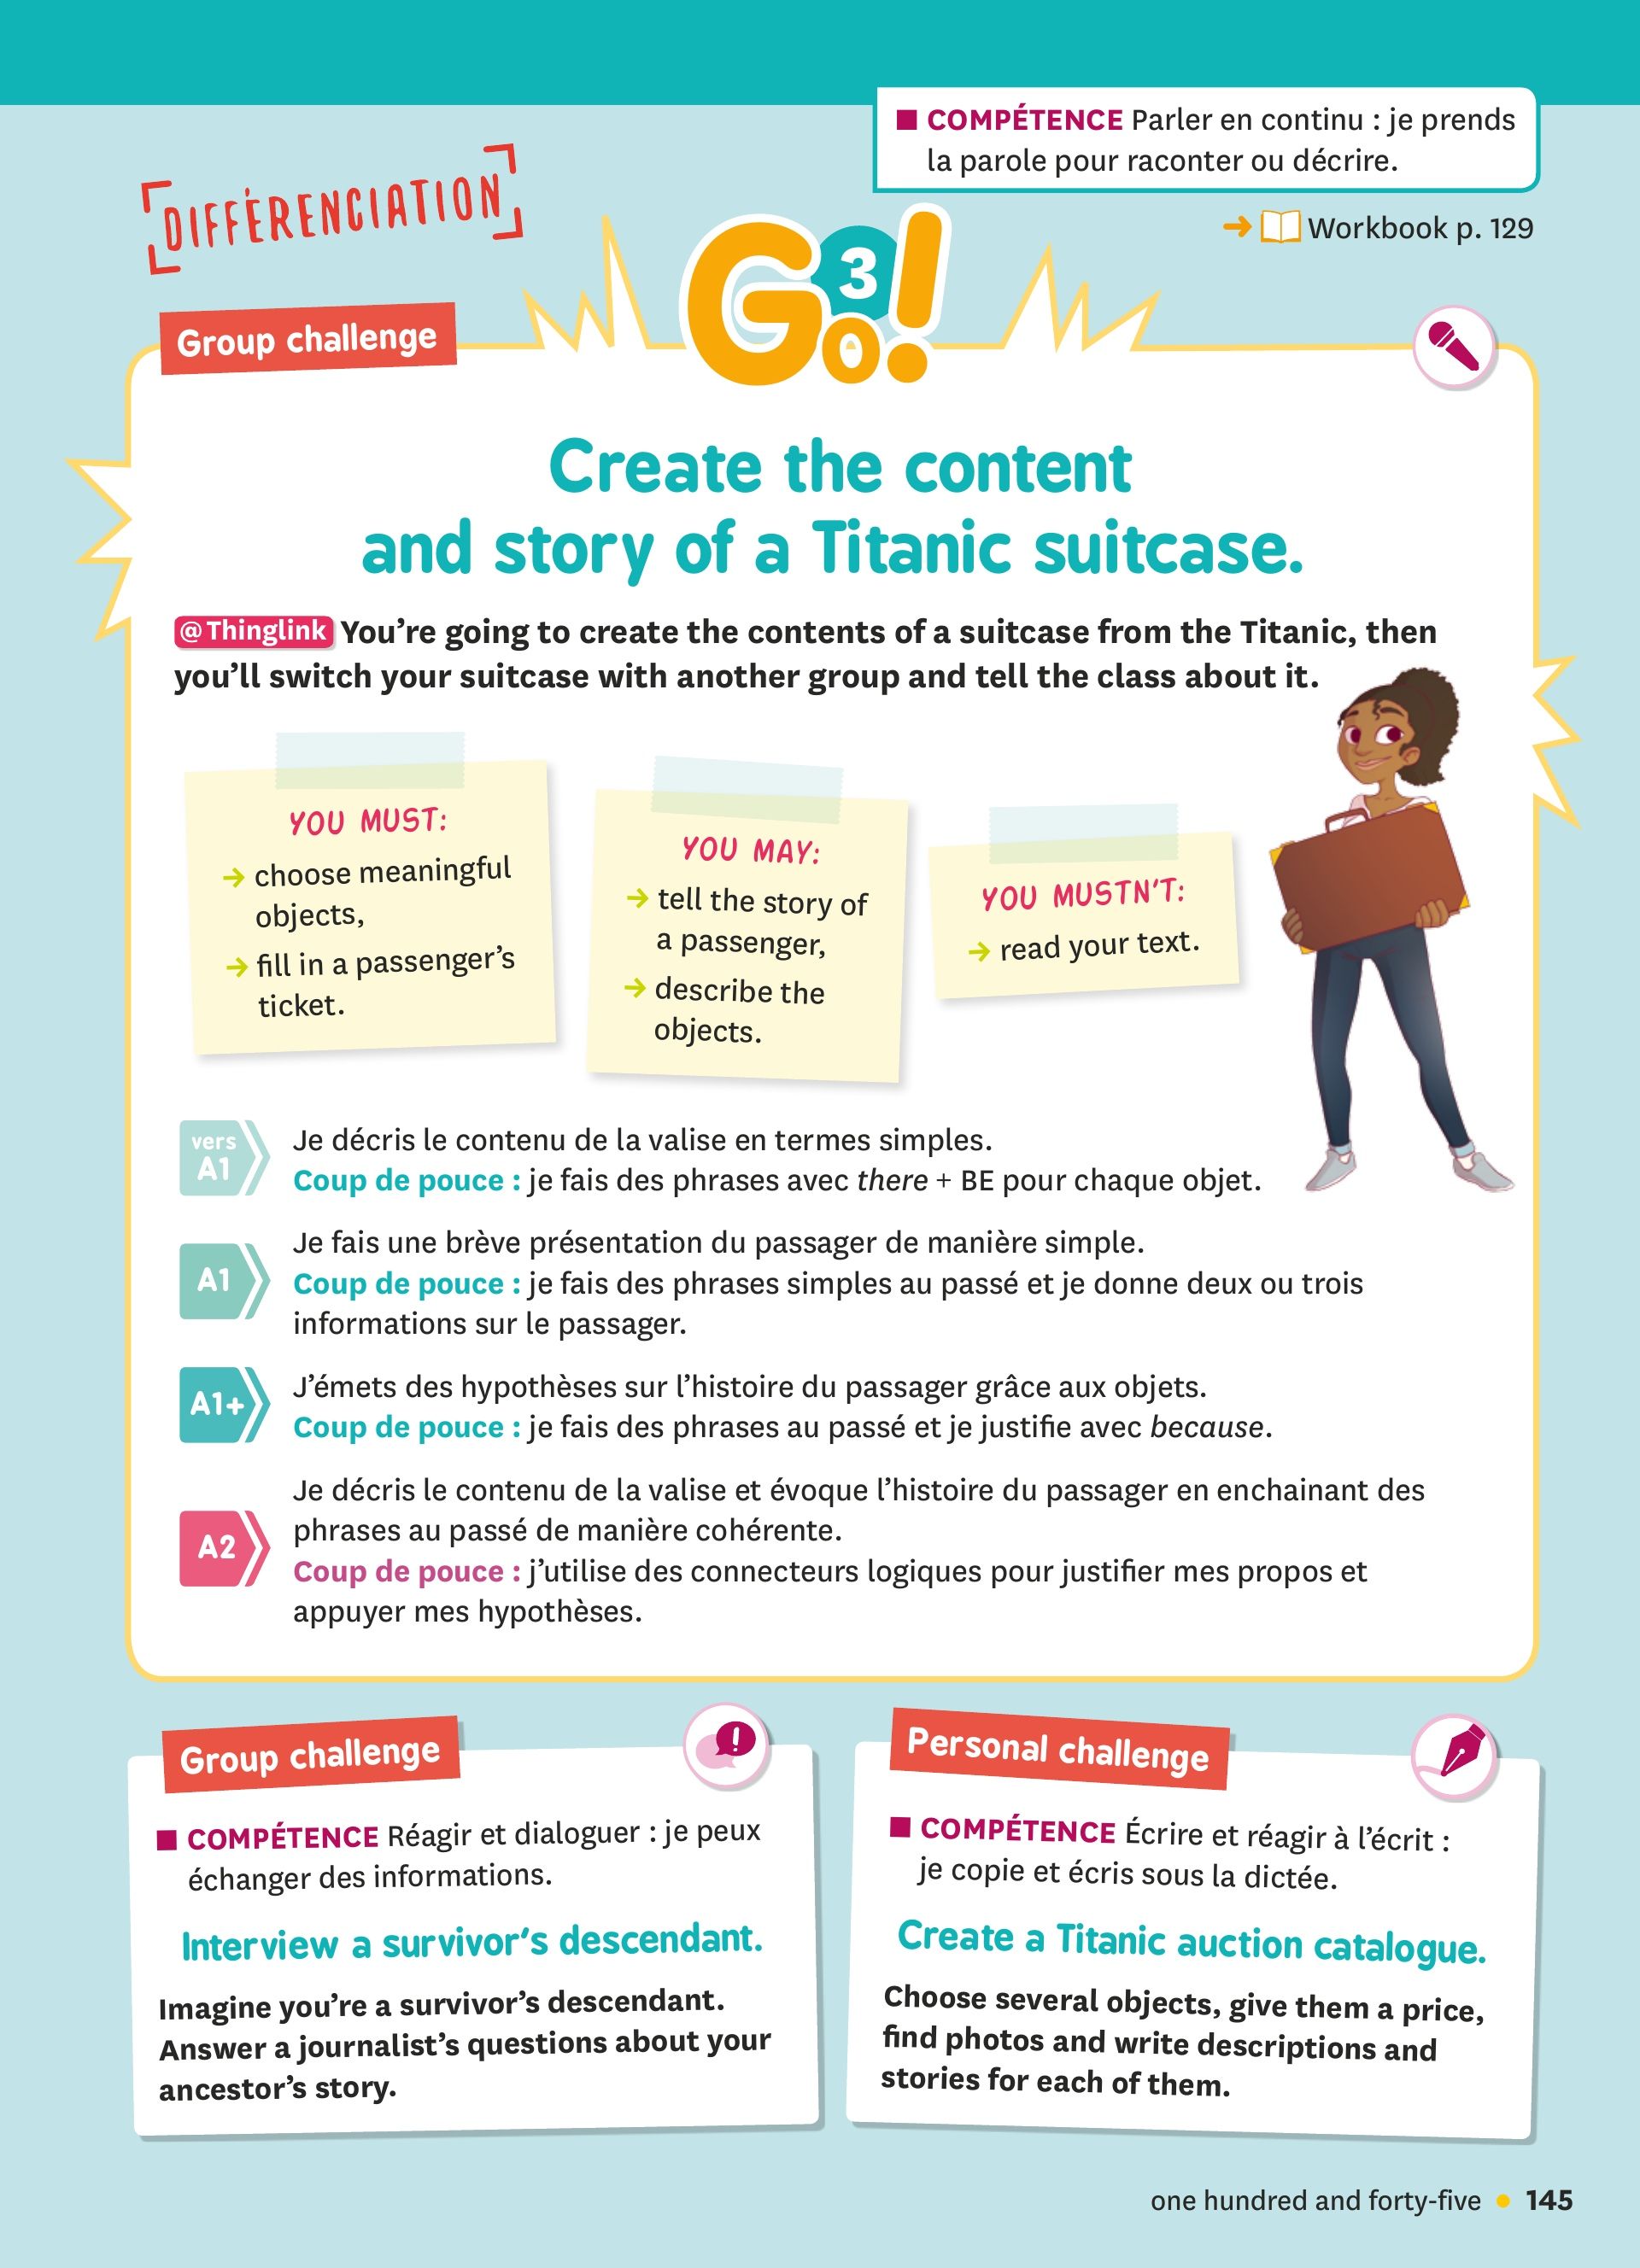 ■ COMPÉTENCE Parler en continu : je prends
la parole pour raconter ou décrire.
DIFFÉRENCIATION
→ Workbook p. 129
Go! 3
Group challenge
Create the content
and story of a Titanic suitcase.
@Thinglink You're going to create the contents of a suitcase from the Titanic, then
you'll switch your suitcase with another group and tell the class about it.
YOU MUST:
→ choose meaningful
objects,
→ fill in a passenger's
ticket.
YOU MAY:
→ tell the story of
a passenger,
→ describe the
objects.
YOU MUSTN'T:
→ read your text.
vers
A1
Je décris le contenu de la valise en termes simples.
Coup de pouce : je fais des phrases avec there + BE pour chaque objet.
A1
Je fais une brève présentation du passager de manière simple.
Coup de pouce : je fais des phrases simples au passé et je donne deux ou trois
informations sur le passager.
A1+
J'émets des hypothèses sur l'histoire du passager grâce aux objets.
Coup de pouce : je fais des phrases au passé et je justifie avec because.
A2
Je décris le contenu de la valise et évoque l'histoire du passager en enchainant des
phrases au passé de manière cohérente.
Coup de pouce : j'utilise des connecteurs logiques pour justifier mes propos et
appuyer mes hypothèses.
Group challenge
■ COMPÉTENCE Réagir et dialoguer : je peux
échanger des informations.
Interview a survivor's descendant.
Imagine you're a survivor's descendant.
Answer a journalist's questions about your
ancestor's story.
Personal challenge
■ COMPÉTENCE Écrire et réagir à l'écrit :
je copie et écris sous la dictée.
Create a Titanic auction catalogue.
Choose several objects, give them a price,
find photos and write descriptions and
stories for each of them.
one hundred and forty-five • 145